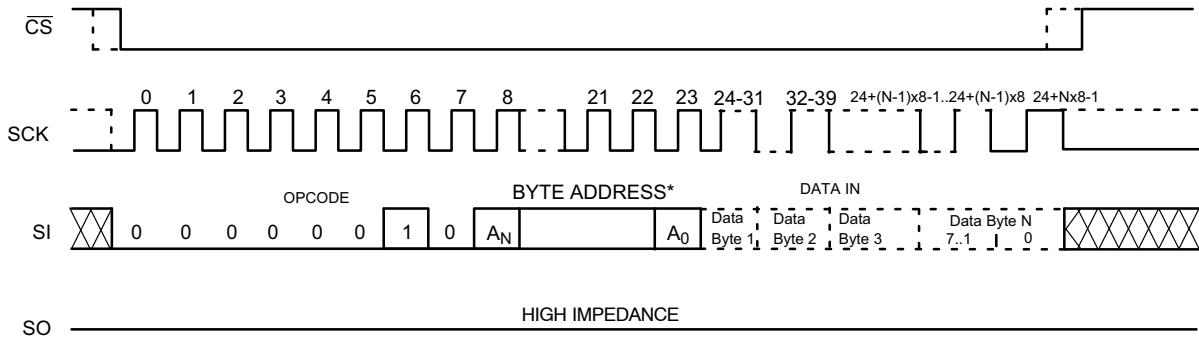 CS
0 1 2 3 4 5 6 7 8 21 22 23 24-31 32-39 24+(N-1)x8-1..24+(N-1)x8 24+Nx8-1
SCK
OPCODE BYTE ADDRESS* DATA IN
SI 0 0 0 0 0 0 1 0 AN A0 Data Byte 1 Data Byte 2 Data Byte 3 Data Byte N 7..1 0
SO HIGH IMPEDANCE